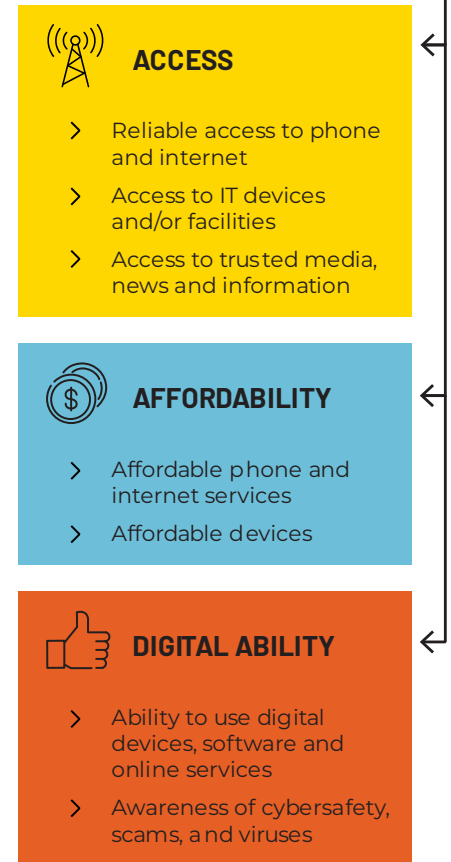 ACCESS
Reliable access to phone
and internet
Access to IT devices
and/or facilities
Access to trusted media,
news and information
$
AFFORDABILITY
Affordable phone and
internet services
Affordable devices
DIGITAL ABILITY
Ability to use digital
devices, software and
online services
Awareness of cybersafety,
scams, and viruses